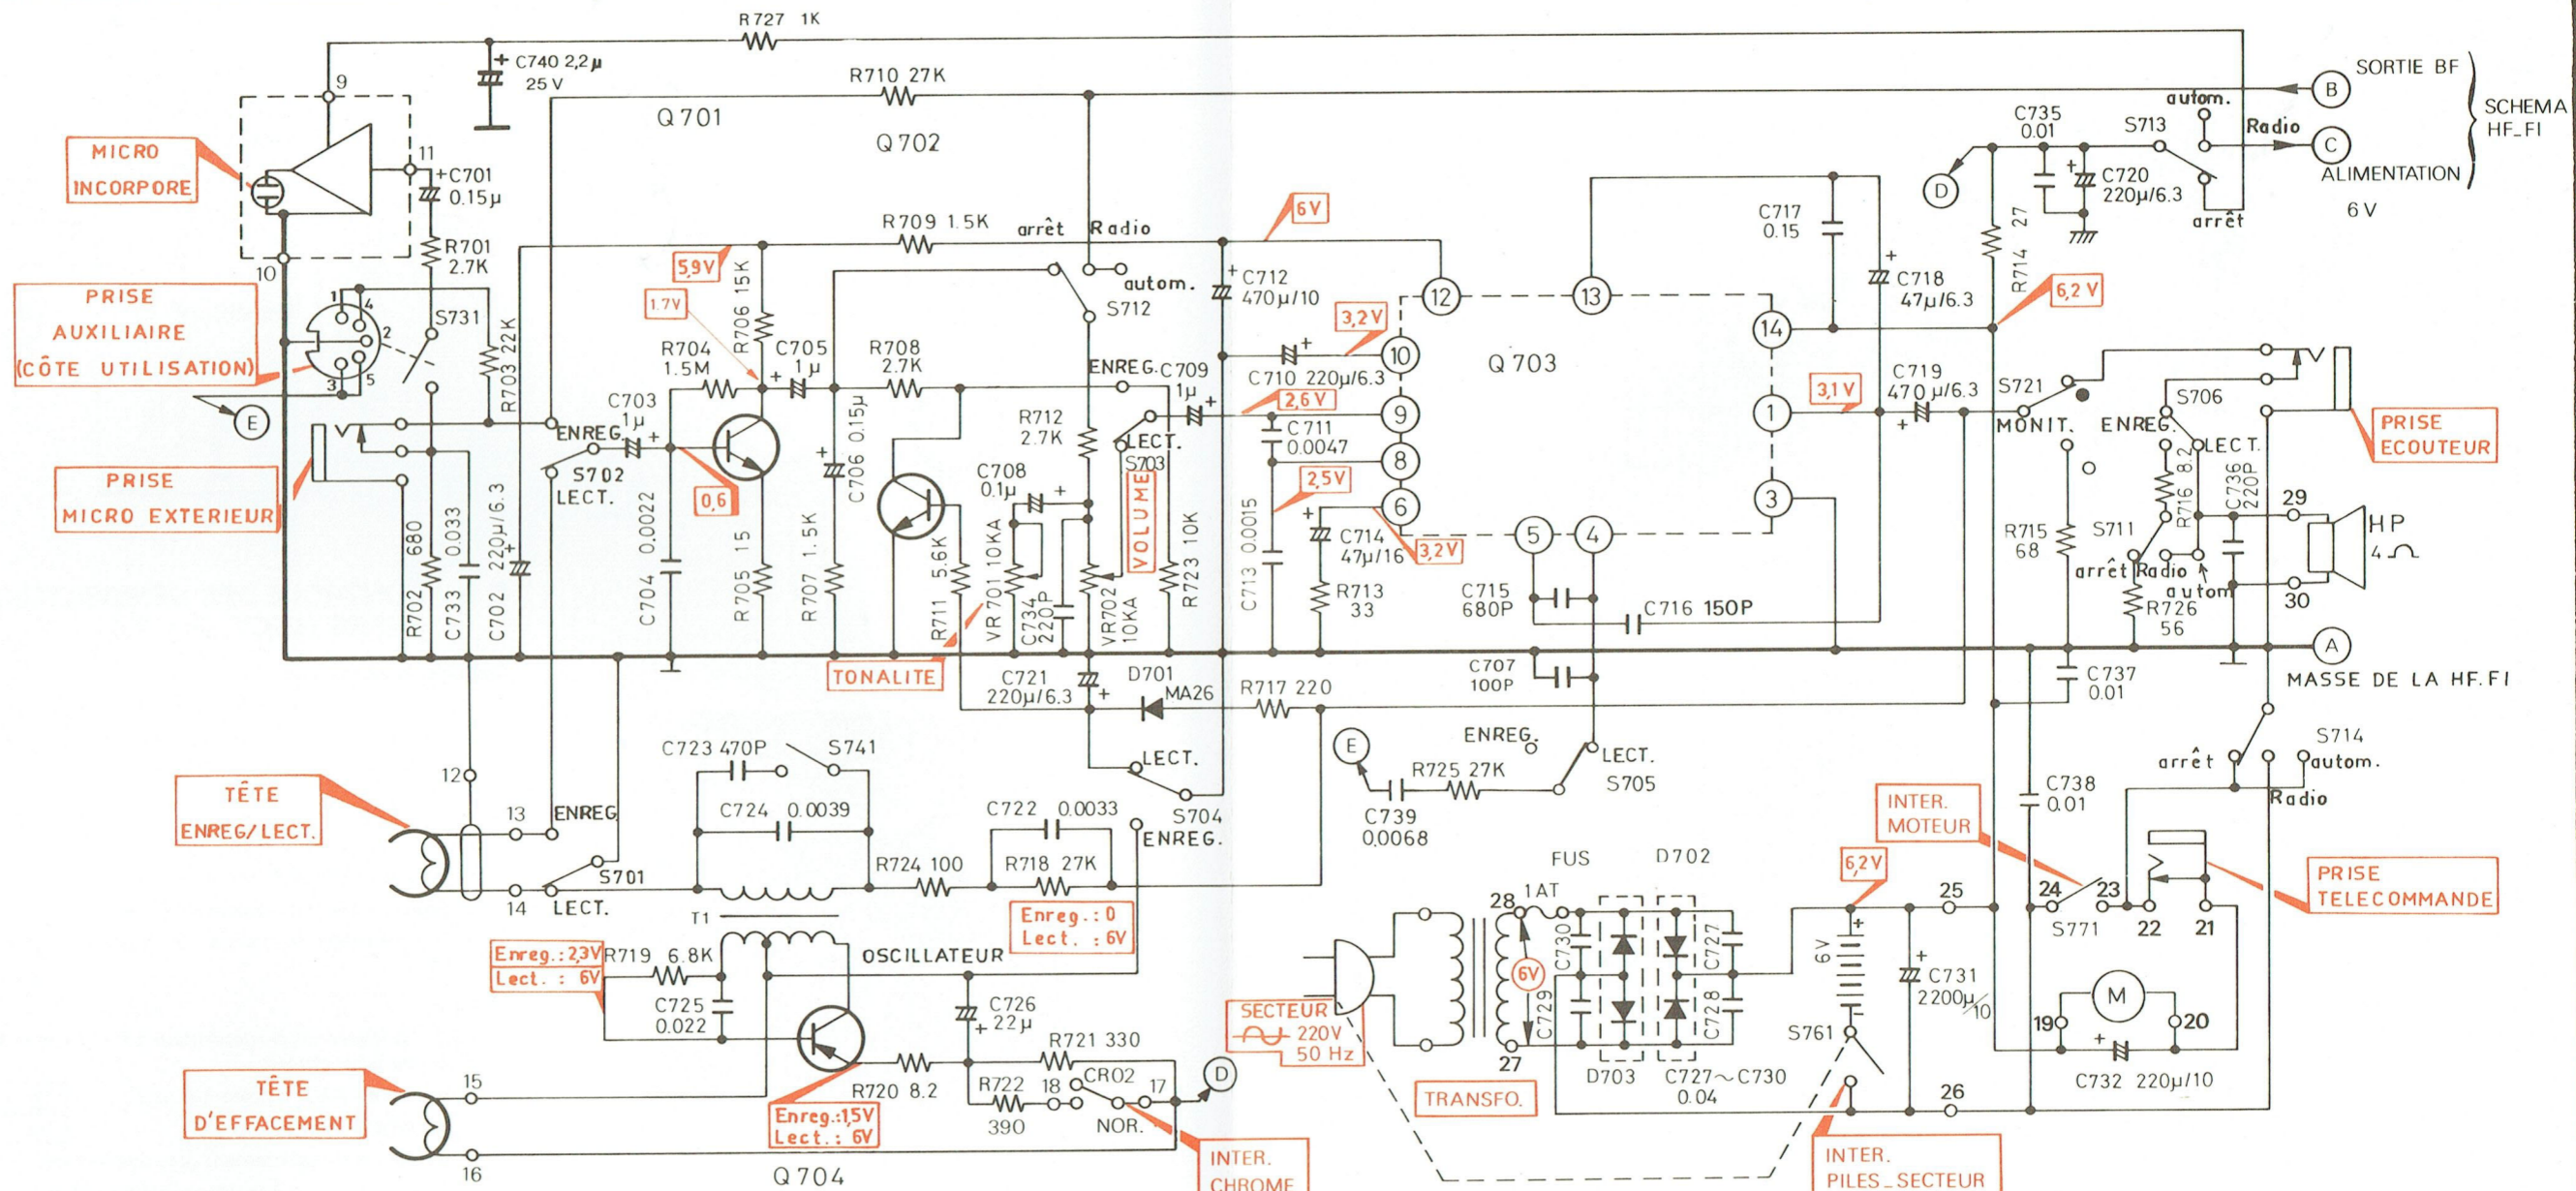 R727 1K
C740 2,2µ
25V
R710 27K
Q701
Q702
9
MICRO
INCORPORE
11
C701
0.15µ
R701
2.7K
10
PRISE
AUXILIAIRE
(CÔTE UTILISATION)
1
4
2
3
5
S731
E
R703 22K
PRISE
MICRO EXTERIEUR
R702 680
C733 0.0033
C702 220µ/6.3
ENREG.
S702
LECT.
C703
1µ
5,9V
1.7V
R706 15K
R704
1.5M
C705
1µ
0,6
C704 0,0022
R705 15
R707 1.5K
C706 0.15µ
R709 1.5K
arrêt
Radio
autom.
S712
R708
2.7K
R711 5.6K
TONALITE
VR701 10KA
C708
0.1µ
C734
220P
R712
2.7K
ENREG.
C709
1µ
LECT.
S703
VOLUME
VR702
10KA
R723 10K
6V
C712
470µ/10
3,2V
C710 220µ/6.3
2,6V
C711
0.0047
2,5V
C713 0.0015
C714
47µ/16
3,2V
R713
33
12
13
14
10
9
8
6
5
4
3
1
Q703
C717
0.15
C718
47µ/6.3
C715
680P
C716 150P
C707
100P
3,1V
C719
470µ/6.3
D
C735
0.01
C720
220µ/6.3
S713
autom.
Radio
arrêt
B
SORTIE BF
C
ALIMENTATION
6V
SCHEMA
HF_FI
R714 27
6,2V
S721
MONIT.
S706
ENREG.
LECT.
PRISE
ECOUTEUR
R715
68
R716 8.2
S711
arrêt
Radio
autom
R726
56
C736
220P
29
30
HP
4Ω
A
MASSE DE LA HF.FI
C737
0.01
C721
220µ/6.3
D701
MA26
R717 220
LECT.
S704
ENREG.
E
ENREG.
LECT.
S705
R725 27K
C739
0,0068
12
TÊTE
ENREG/LECT.
13
ENREG
14
LECT.
S701
C723 470P
S741
C724 0.0039
C722 0.0033
R724 100
R718 27K
Enreg.: 0
Lect. : 6V
T1
OSCILLATEUR
Enreg.: 2,3V
Lect. : 6V
R719 6.8K
C725
0.022
C726
22µ
R720 8.2
R721 330
R722
390
18
CRO2
17
NOR.
D
Enreg.:1,5V
Lect.: 6V
Q704
INTER.
CHROME
TÊTE
D'EFFACEMENT
15
16
SECTEUR
220V
50 Hz
TRANSFO.
28
27
6V
FUS
1AT
D702
D703
C730
C729
C727
C728
C727~C730
0.04
6,2V
6V
S761
C731
2200µ/10
25
26
INTER.
PILES_SECTEUR
C738
0.01
INTER.
MOTEUR
24
23
S771
22
21
S714
arrêt
autom.
Radio
PRISE
TELECOMMANDE
M
19
20
C732 220µ/10